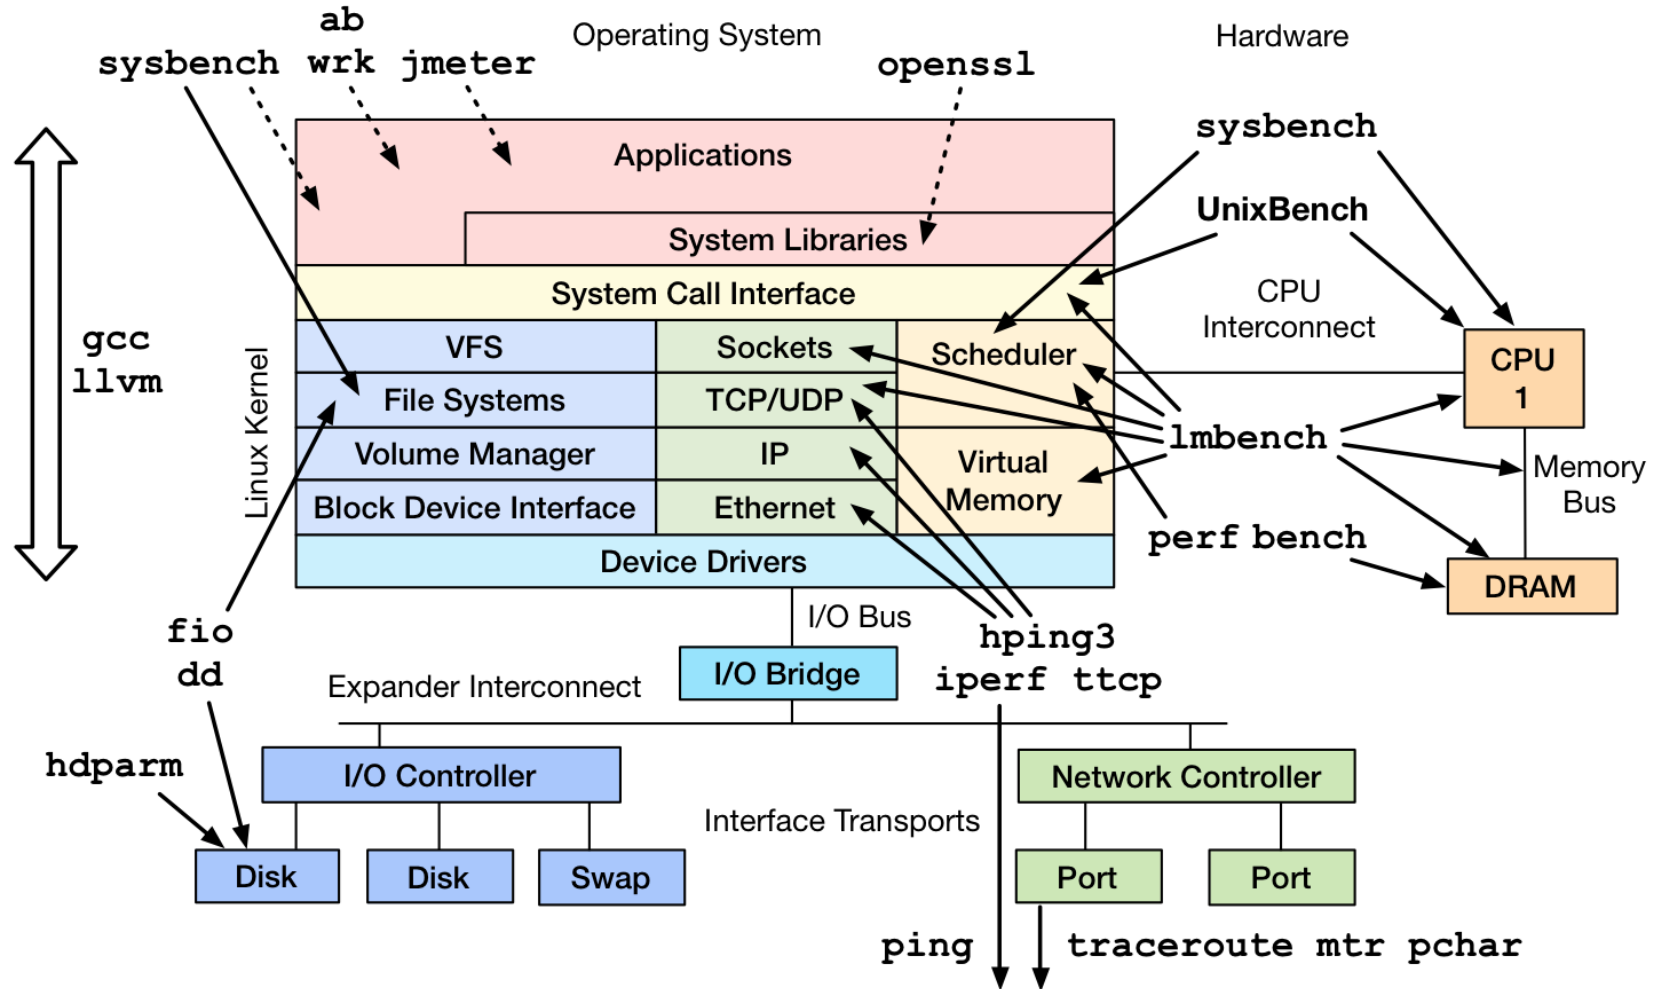 ab
Operating System
Hardware
sysbench wrk jmeter
openssl
sysbench
Applications
UnixBench
System Libraries
System Call Interface
CPU
Interconnect
gcc
llvm
Linux Kernel
VFS
Sockets
Scheduler
CPU
1
File Systems
TCP/UDP
lmbench
Volume Manager
IP
Virtual
Memory
Memory
Bus
Block Device Interface
Ethernet
perf bench
Device Drivers
DRAM
I/O Bus
fio
dd
hping3
iperf ttcp
I/O Bridge
Expander Interconnect
hdparm
I/O Controller
Network Controller
Interface Transports
Disk
Disk
Swap
Port
Port
ping
traceroute mtr pchar